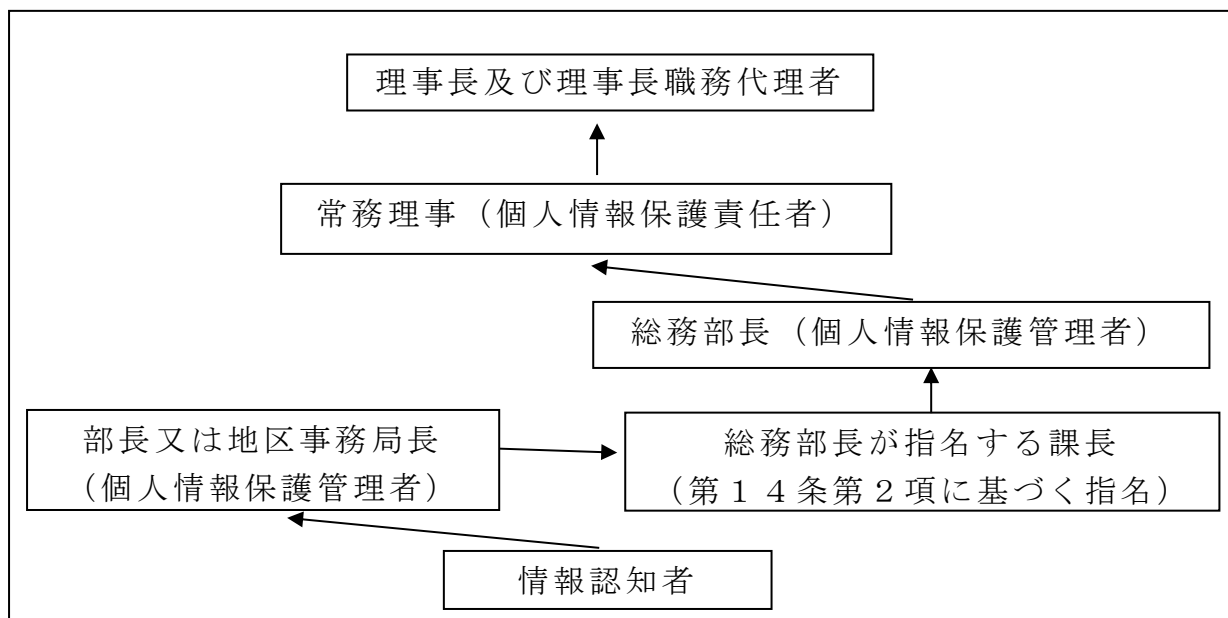 理事長及び理事長職務代理者
常務理事（個人情報保護責任者）
総務部長（個人情報保護管理者）
部長又は地区事務局長
（個人情報保護管理者）
総務部長が指名する課長
（第１４条第２項に基づく指名）
情報認知者